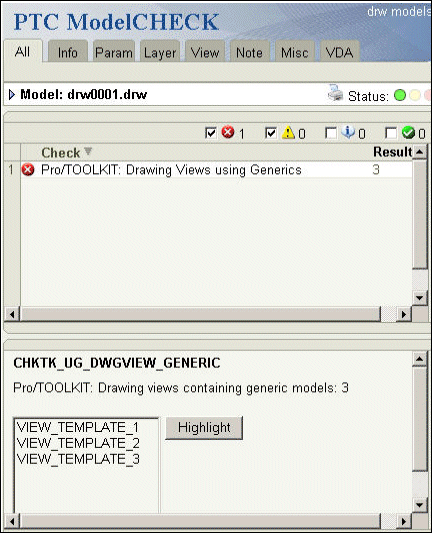 PTC ModelCHECK
drw models
All Info Param Layer View Note Misc VDA
Model: drw0001.drw Status:
1 0 0 0
Check Result
1 Pro/TOOLKIT: Drawing Views using Generics 3
CHKTK_UG_DWGVIEW_GENERIC
Pro/TOOLKIT: Drawing views containing generic models: 3
VIEW_TEMPLATE_1 Highlight
VIEW_TEMPLATE_2
VIEW_TEMPLATE_3